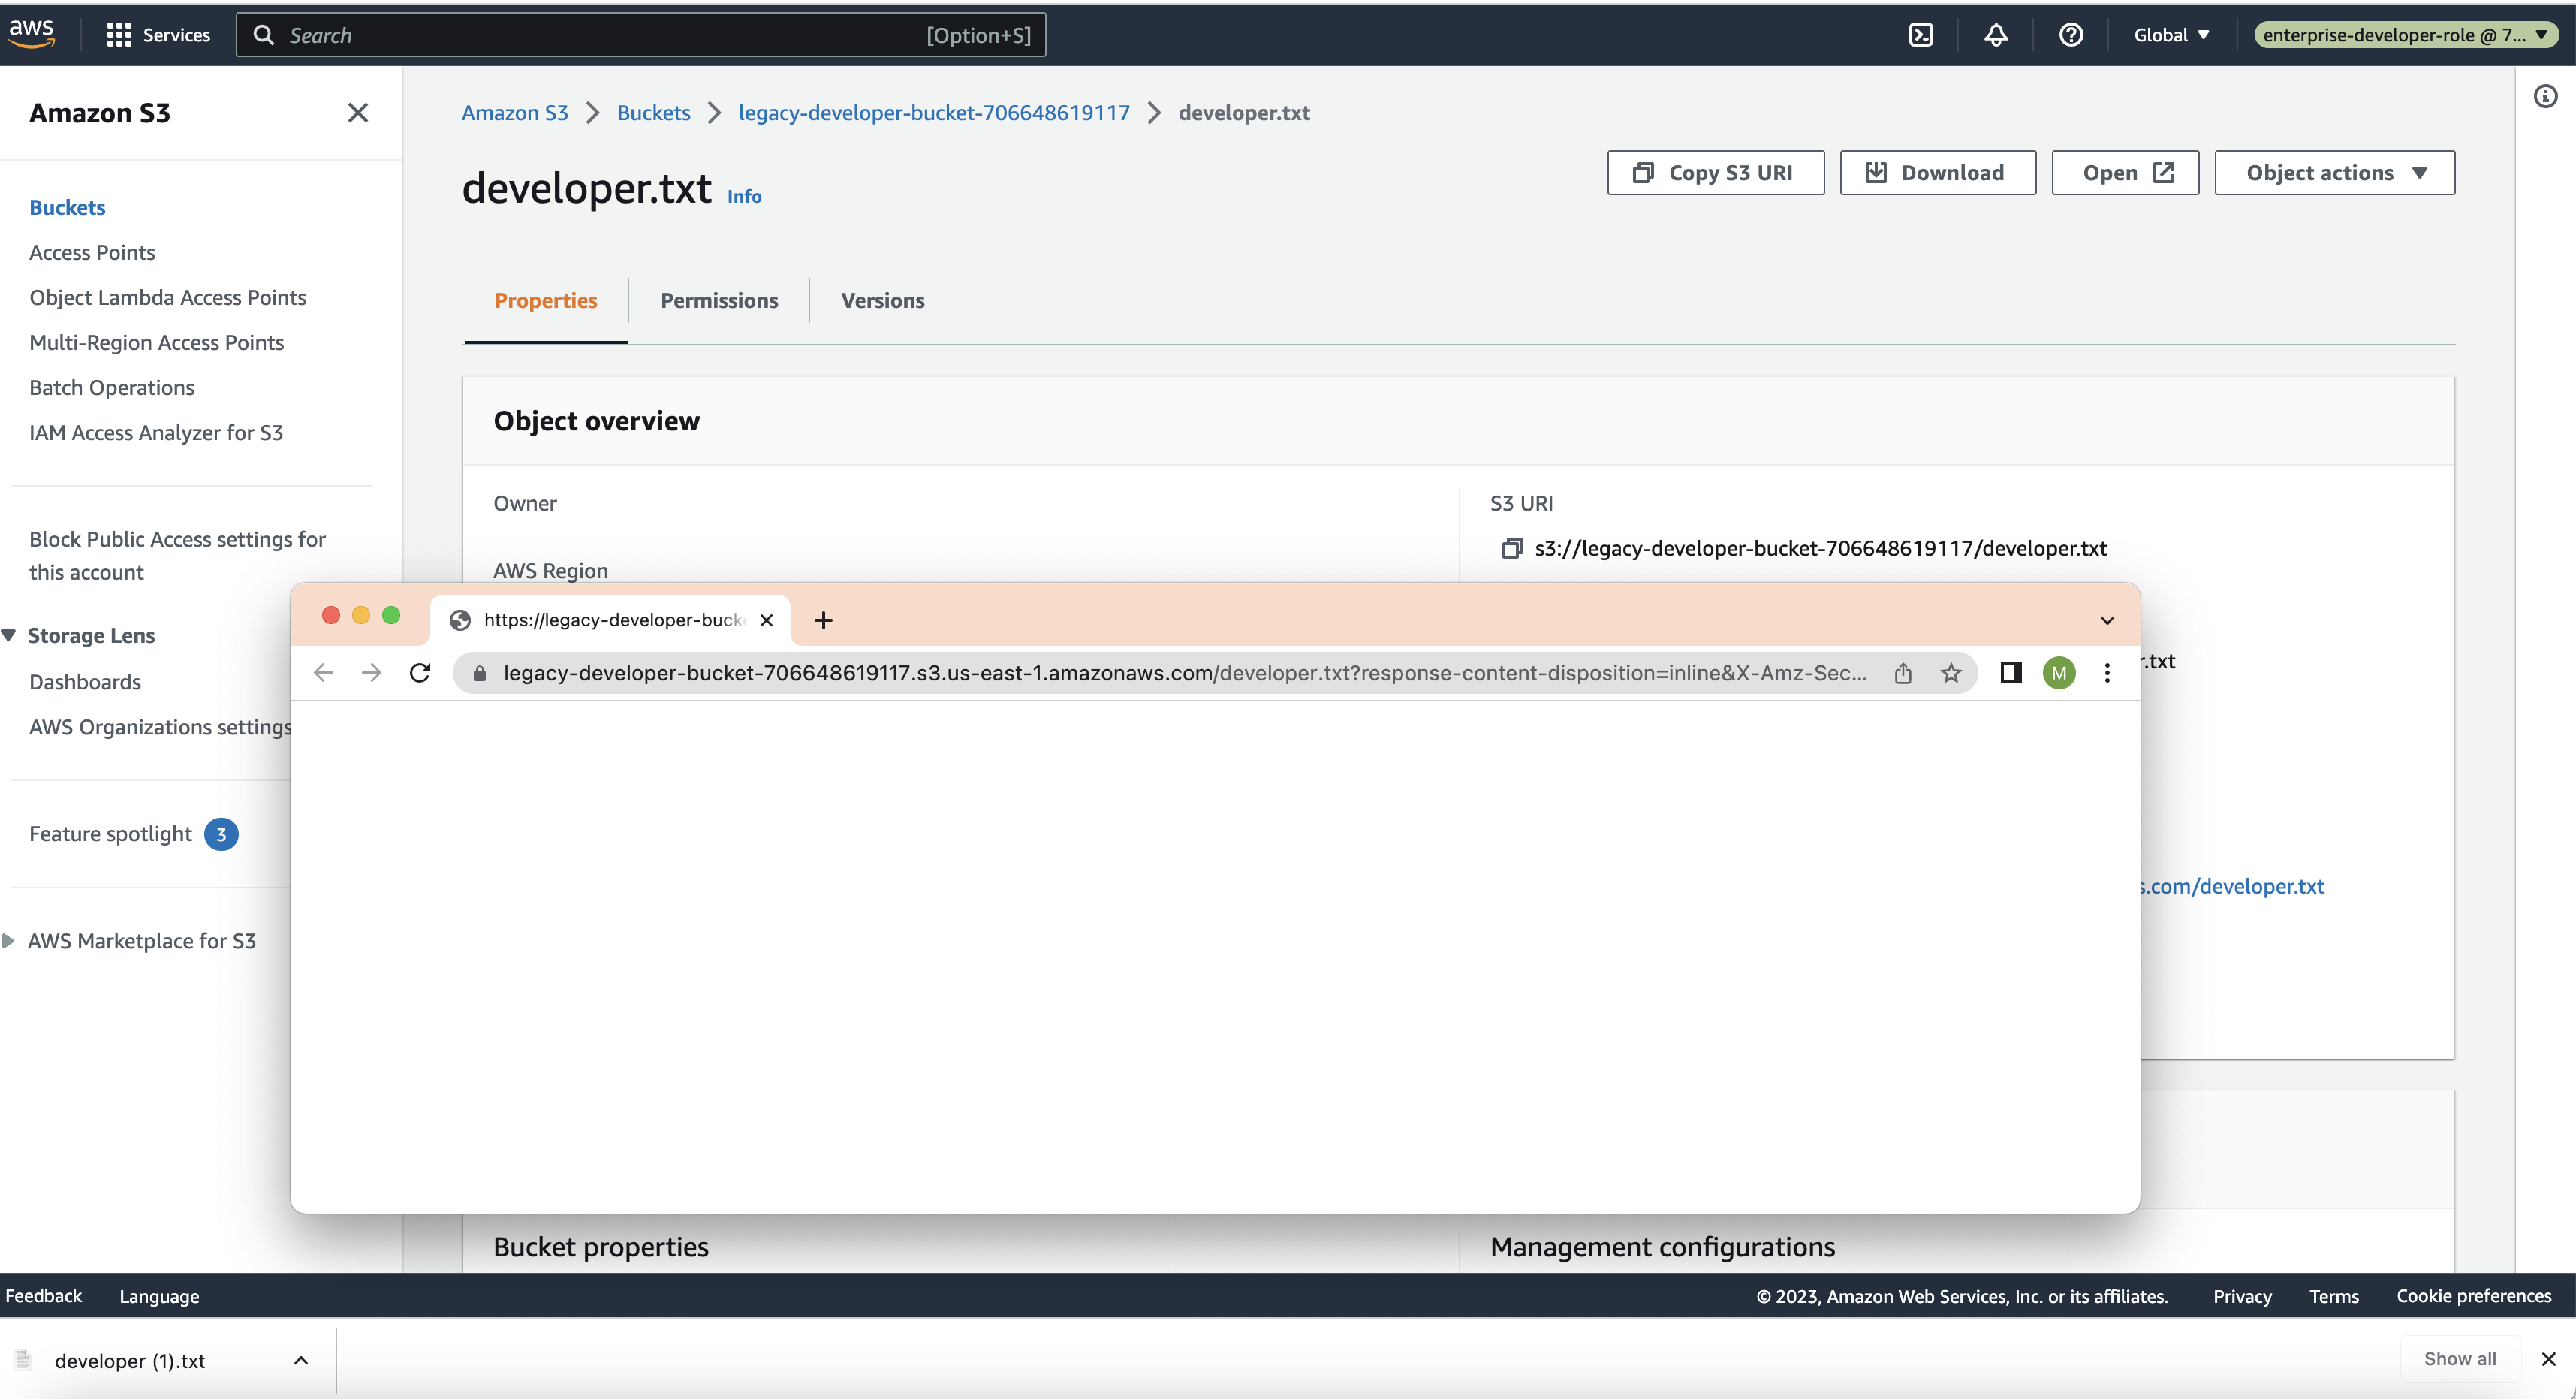 aws
Services
Search
[Option+S]
Global
enterprise-developer-role @ 7...
Amazon S3
Buckets
Access Points
Object Lambda Access Points
Multi-Region Access Points
Batch Operations
IAM Access Analyzer for S3
Block Public Access settings for
this account
Storage Lens
Dashboards
AWS Organizations settings
Feature spotlight 3
AWS Marketplace for S3
Amazon S3 > Buckets > legacy-developer-bucket-706648619117 > developer.txt
developer.txt Info
Copy S3 URI
Download
Open
Object actions
Properties
Permissions
Versions
Object overview
Owner
AWS Region
S3 URI
s3://legacy-developer-bucket-706648619117/developer.txt
https://legacy-developer-bucke
legacy-developer-bucket-706648619117.s3.us-east-1.amazonaws.com/developer.txt?response-content-disposition=inline&X-Amz-Sec...
M
r.txt
s.com/developer.txt
Bucket properties
Management configurations
Feedback
Language
© 2023, Amazon Web Services, Inc. or its affiliates.
Privacy
Terms
Cookie preferences
developer (1).txt
Show all